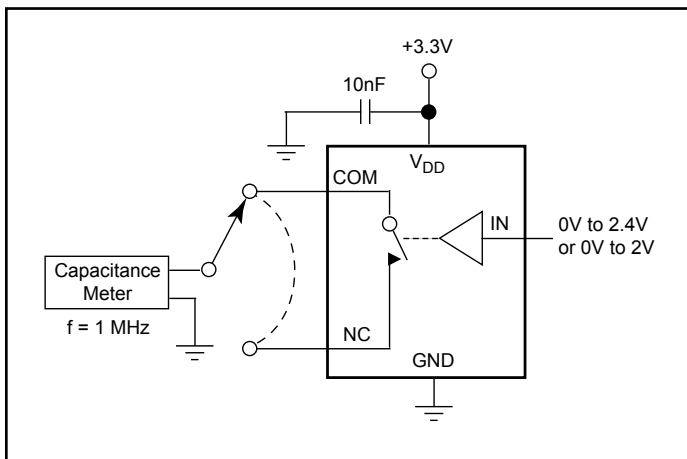 +3.3V
10nF
V_DD
COM
IN
0V to 2.4V
or 0V to 2V
Capacitance
Meter
f = 1 MHz
NC
GND